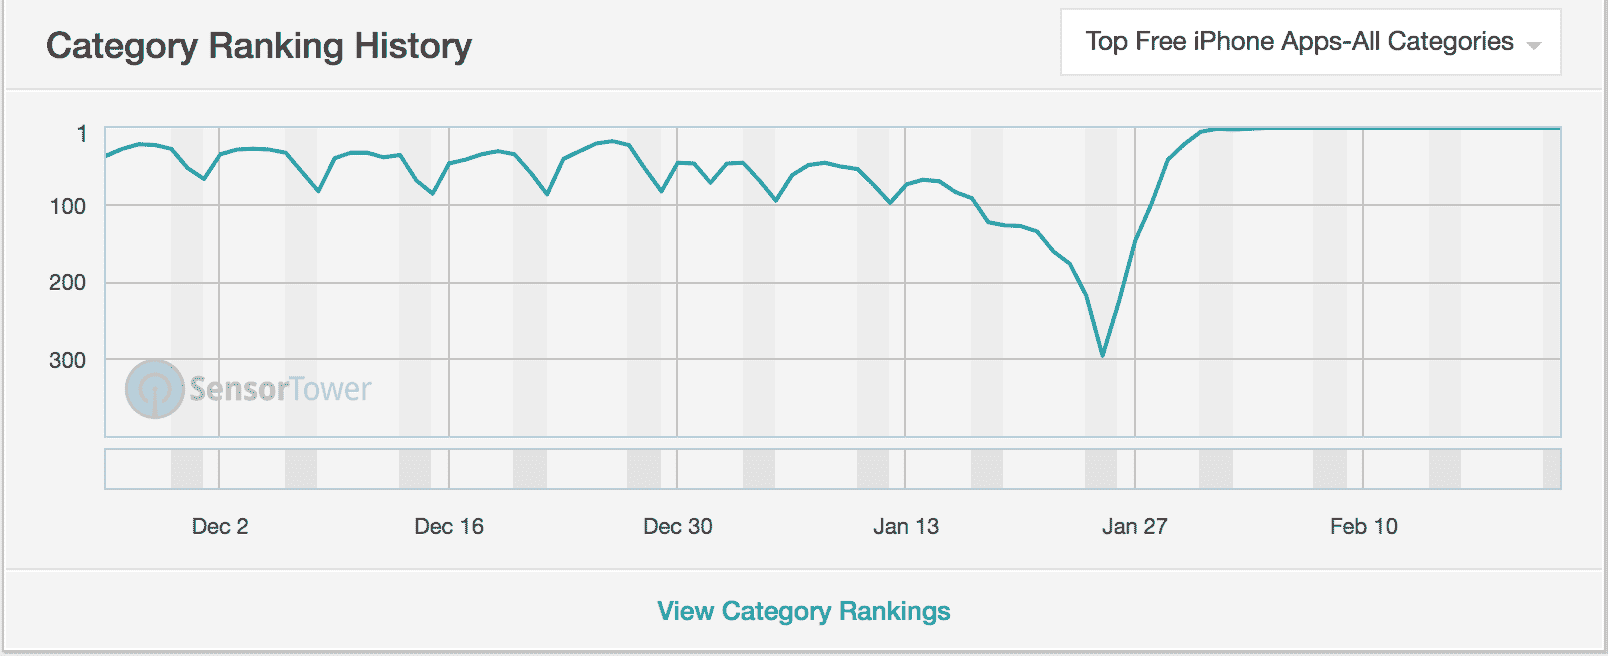 Category Ranking History
Top Free iPhone Apps-All Categories
1
100
200
300
SensorTower
Dec 2
Dec 16
Dec 30
Jan 13
Jan 27
Feb 10
View Category Rankings